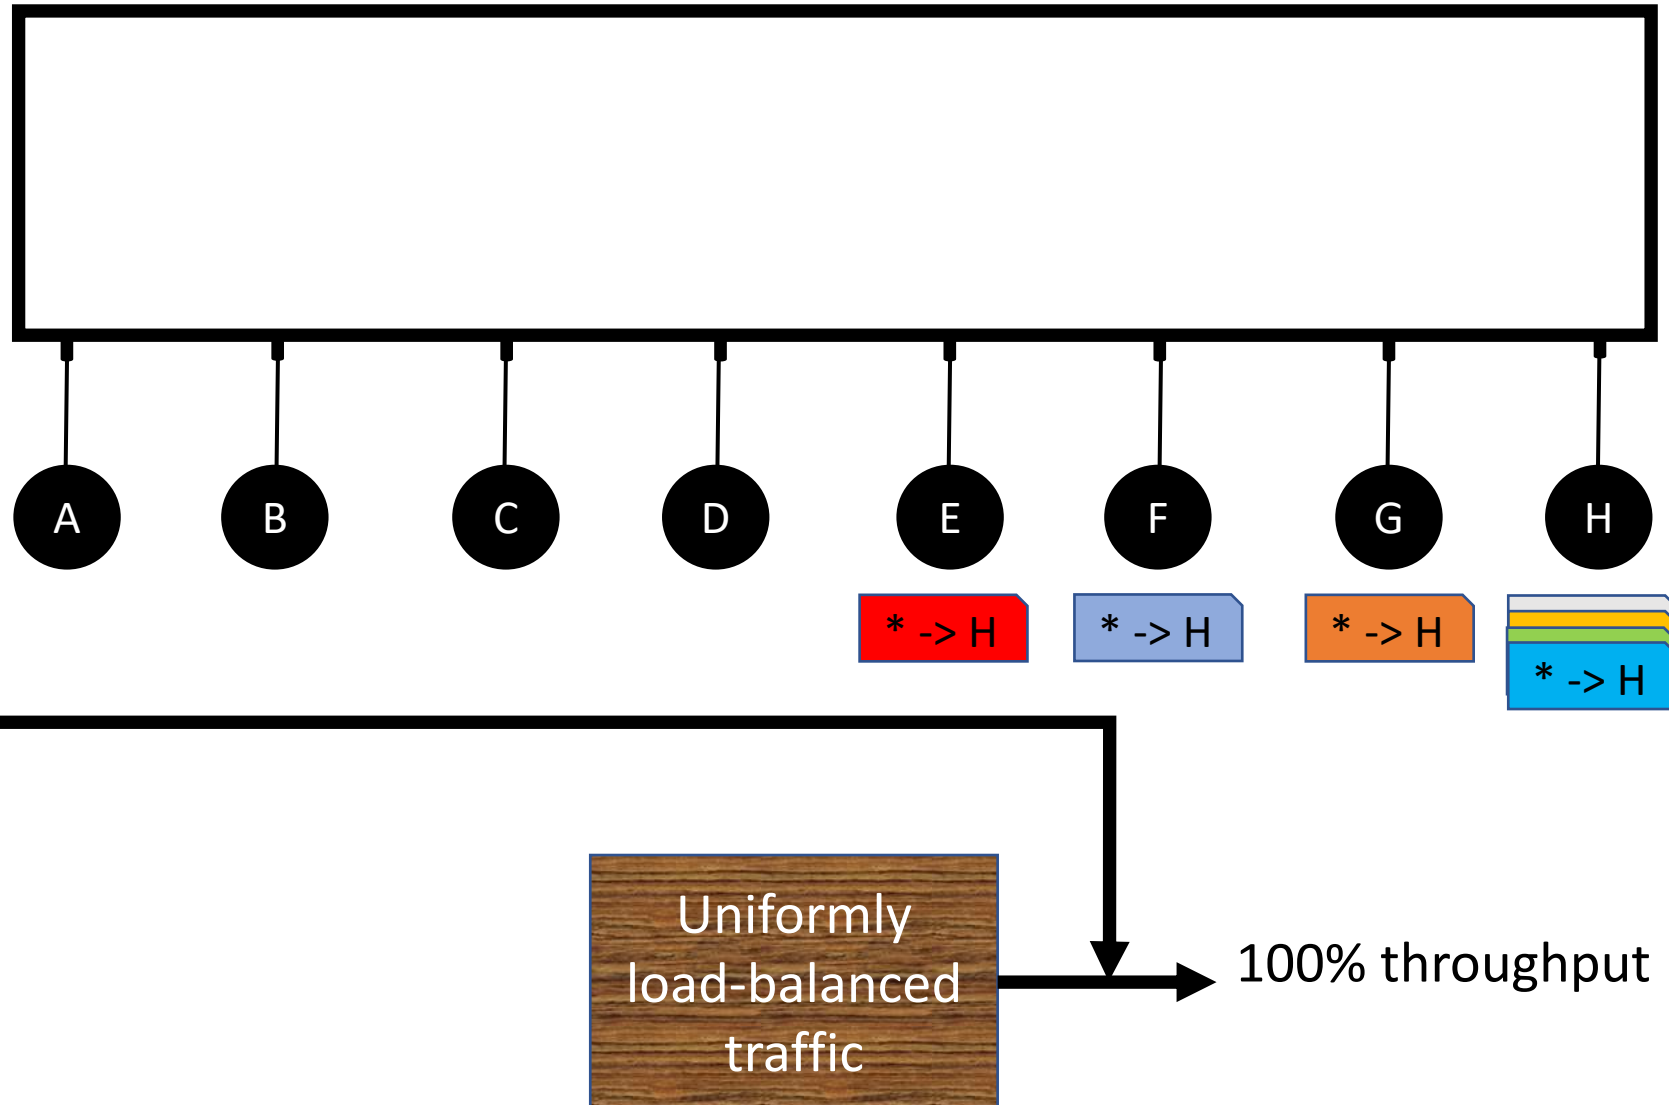 A B C D E F G H
* -> H * -> H * -> H
* -> H
Uniformly
load-balanced
traffic
100% throughput